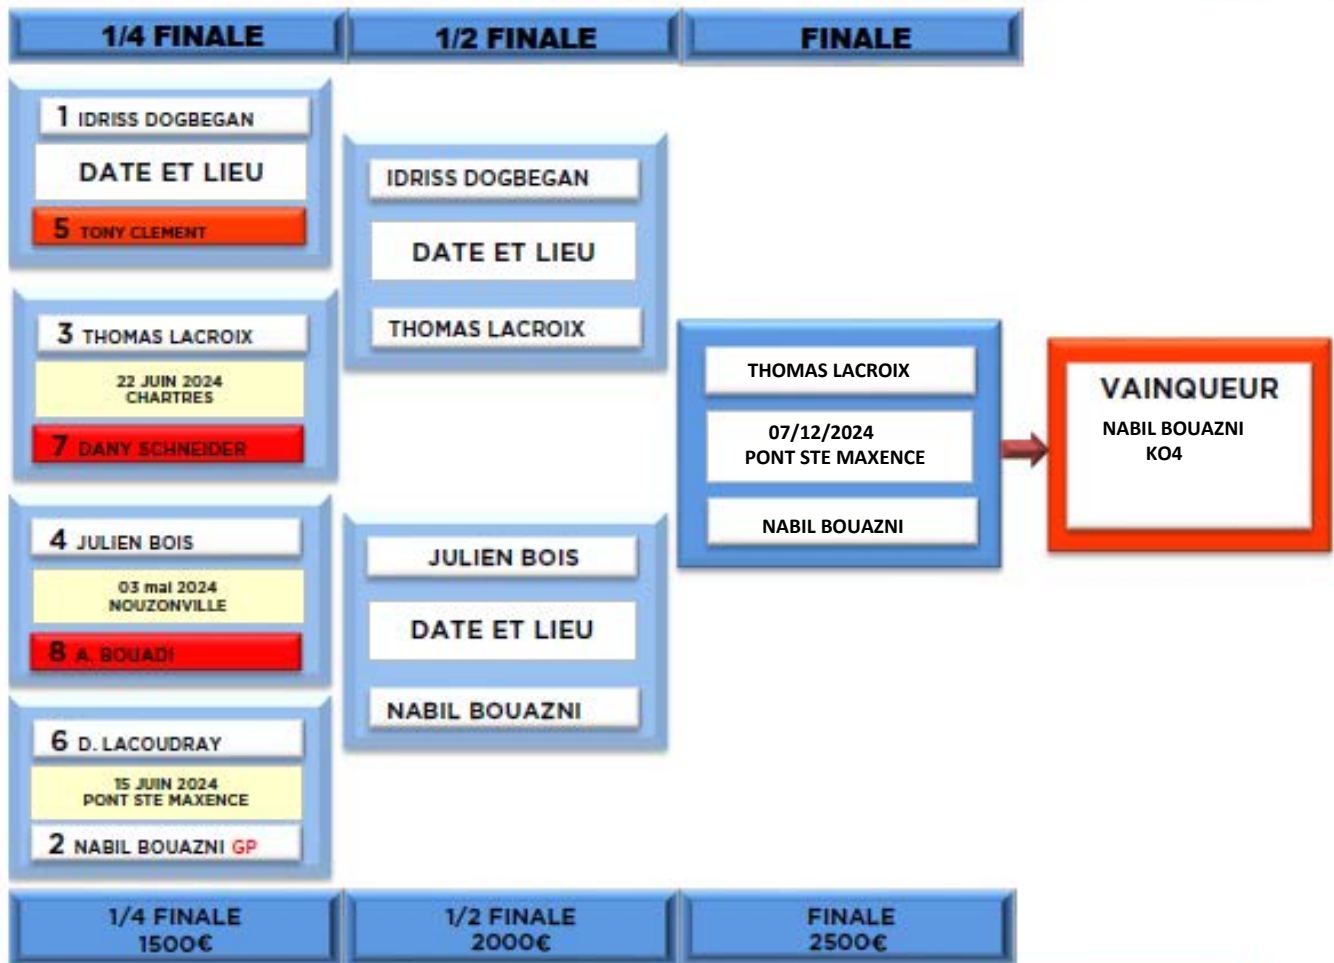 1/4 FINALE
1/2 FINALE
FINALE
1 IDRISS DOGBEGAN
DATE ET LIEU
5 TONY CLEMENT
3 THOMAS LACROIX
22 JUIN 2024
CHARTRES
7 DANY SCHNEIDER
4 JULIEN BOIS
03 mai 2024
NOUZONVILLE
8 A. BOUADI
6 D. LACOUDRAY
15 JUIN 2024
PONT STE MAXENCE
2 NABIL BOUAZNI GP
IDRISS DOGBEGAN
DATE ET LIEU
THOMAS LACROIX
JULIEN BOIS
DATE ET LIEU
NABIL BOUAZNI
THOMAS LACROIX
07/12/2024
PONT STE MAXENCE
NABIL BOUAZNI
VAINQUEUR
NABIL BOUAZNI
KO4
1/4 FINALE
1500€
1/2 FINALE
2000€
FINALE
2500€